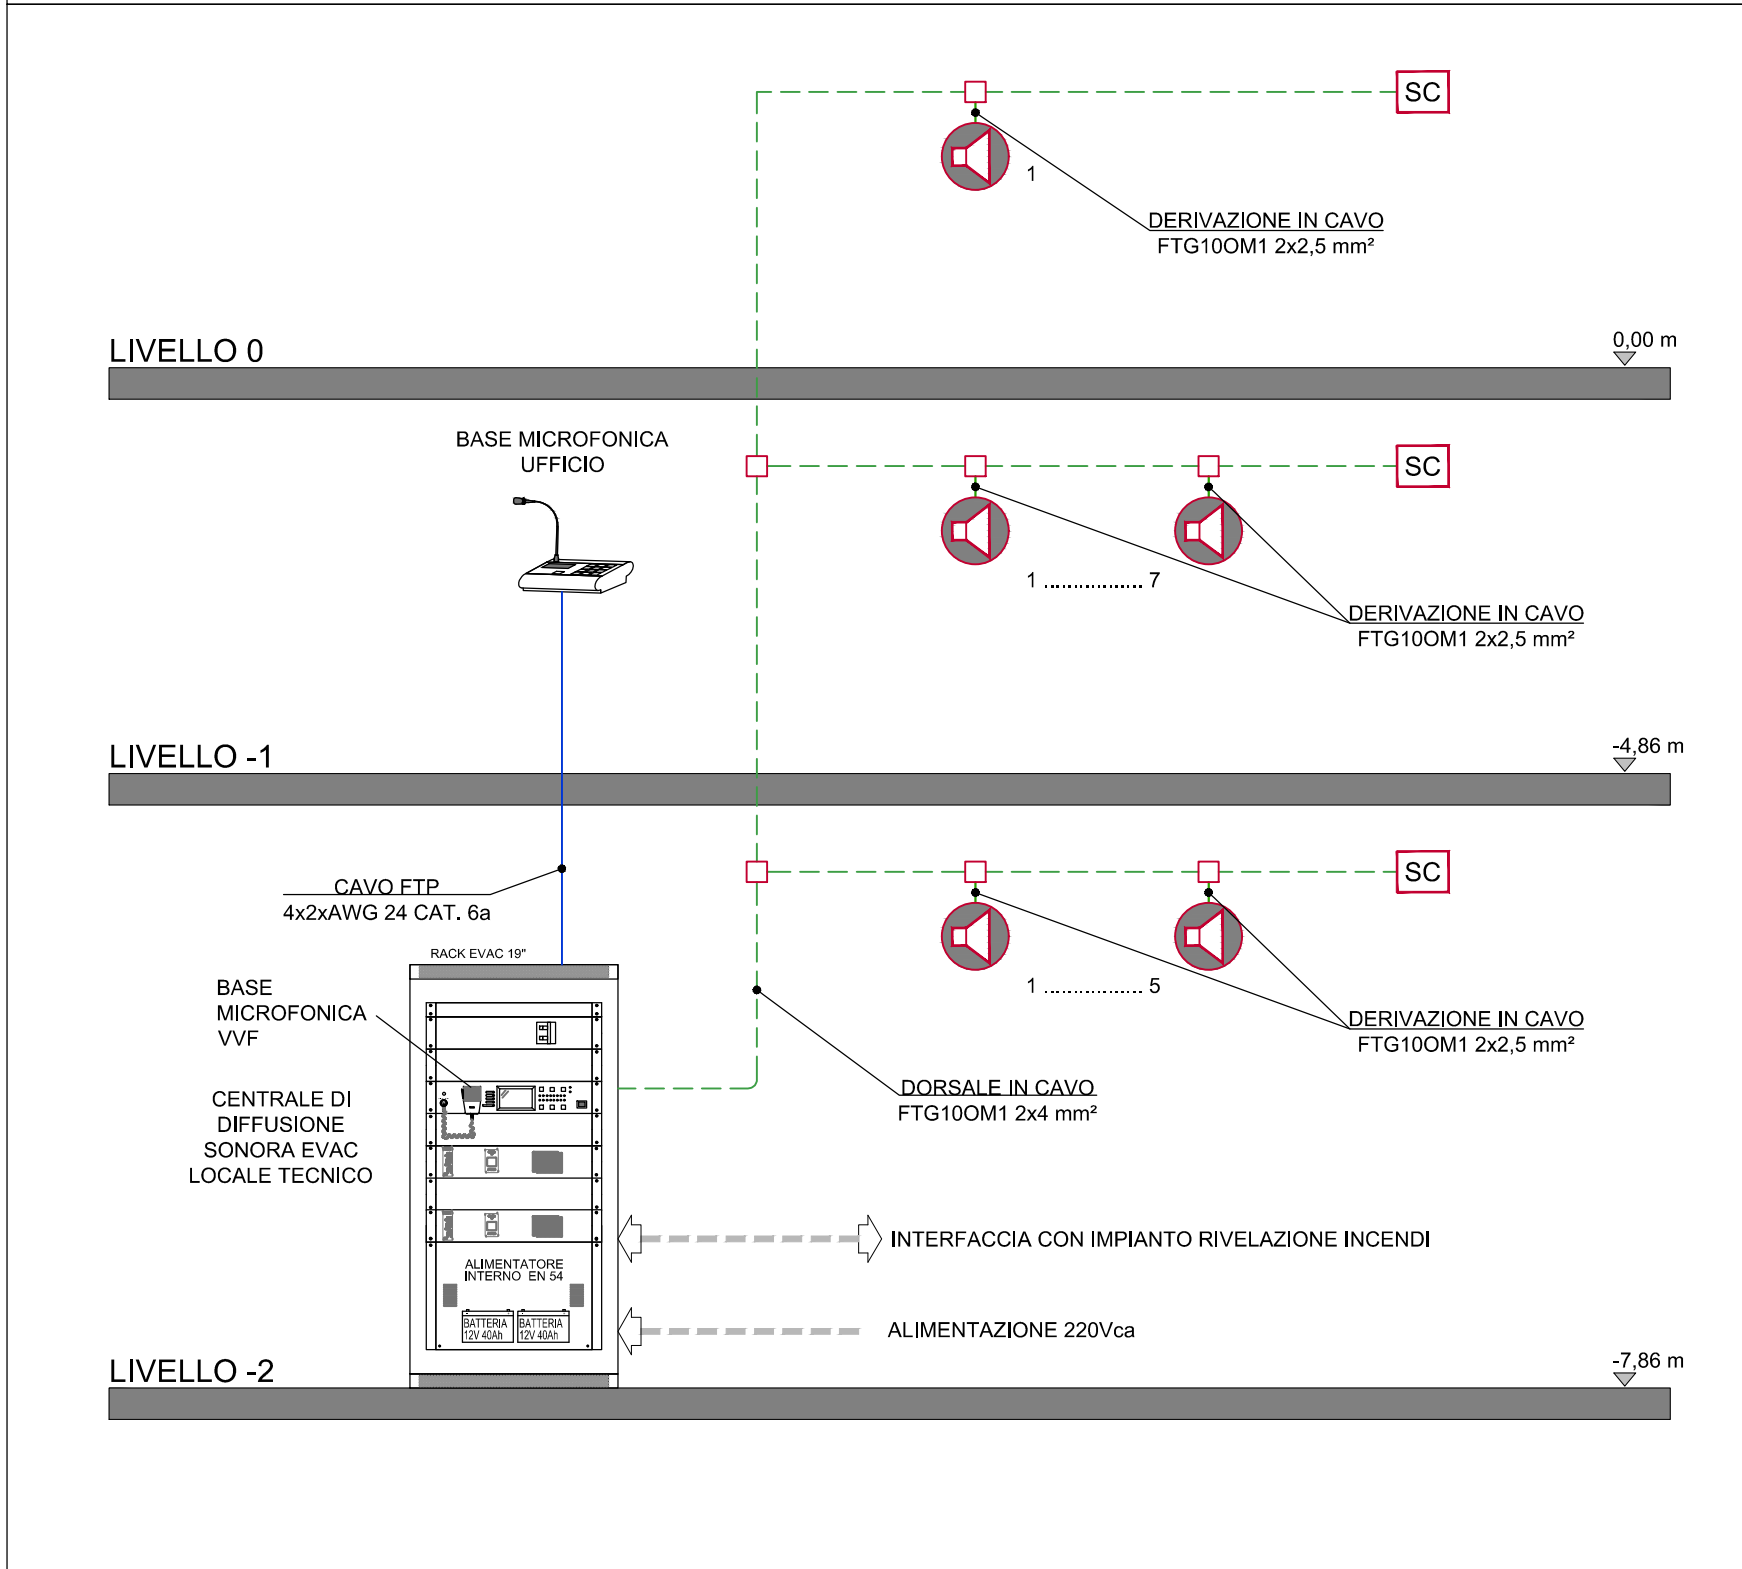 SC
1
DERIVAZIONE IN CAVO
FTG10OM1 2x2,5 mm²
LIVELLO 0
0,00 m
BASE MICROFONICA
UFFICIO
SC
1 ................ 7
DERIVAZIONE IN CAVO
FTG10OM1 2x2,5 mm²
LIVELLO -1
-4,86 m
CAVO FTP
4x2xAWG 24 CAT. 6a
SC
RACK EVAC 19"
BASE
MICROFONICA
VVF
1 ................ 5
DERIVAZIONE IN CAVO
FTG10OM1 2x2,5 mm²
CENTRALE DI
DIFFUSIONE
SONORA EVAC
LOCALE TECNICO
DORSALE IN CAVO
FTG10OM1 2x4 mm²
INTERFACCIA CON IMPIANTO RIVELAZIONE INCENDI
ALIMENTATORE
INTERNO EN 54
BATTERIA
12V 40Ah
BATTERIA
12V 40Ah
ALIMENTAZIONE 220Vca
LIVELLO -2
-7,86 m